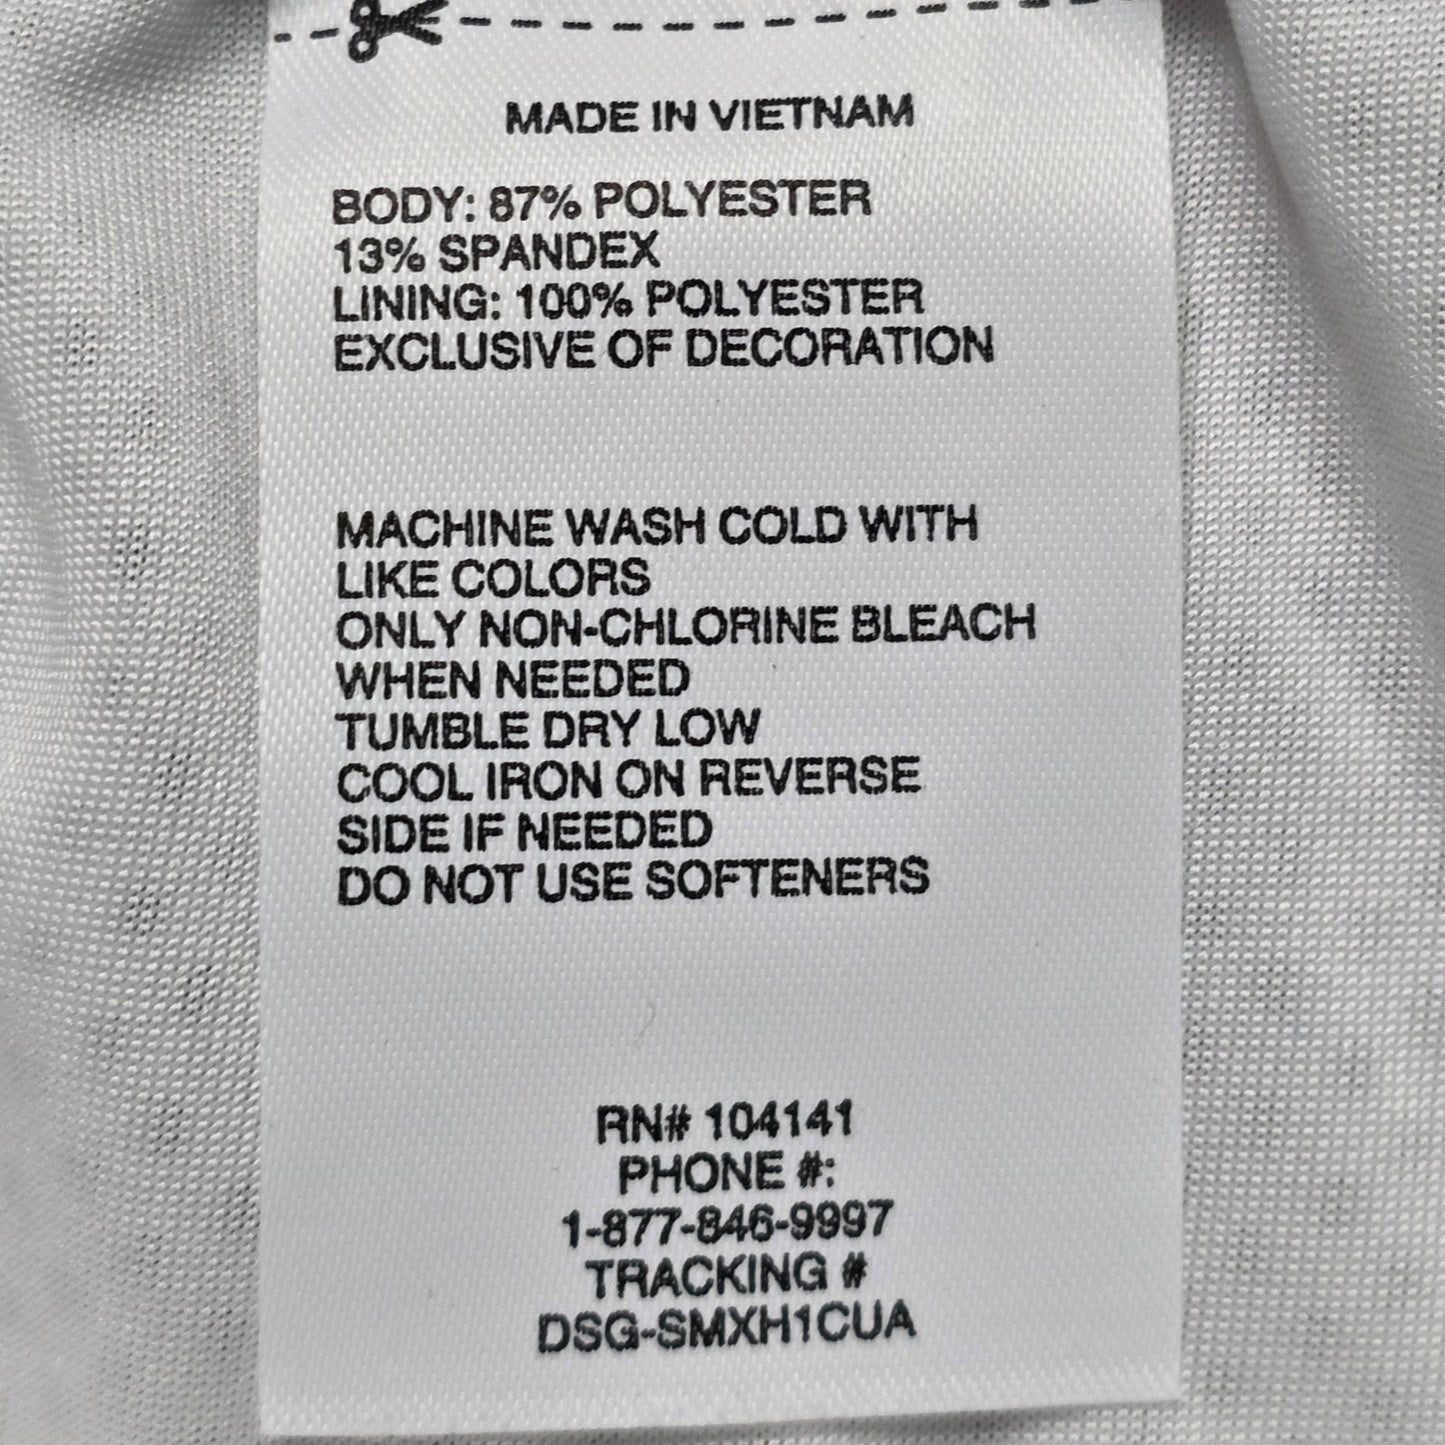 MADE IN VIETNAM
BODY: 87% POLYESTER
13% SPANDEX
LINING: 100% POLYESTER
EXCLUSIVE OF DECORATION
MACHINE WASH COLD WITH
LIKE COLORS
ONLY NON-CHLORINE BLEACH
WHEN NEEDED
TUMBLE DRY LOW
COOL IRON ON REVERSE
SIDE IF NEEDED
DO NOT USE SOFTENERS
RN# 104141
PHONE #:
1-877-846-9997
TRACKING #
DSG-SMXH1CUA